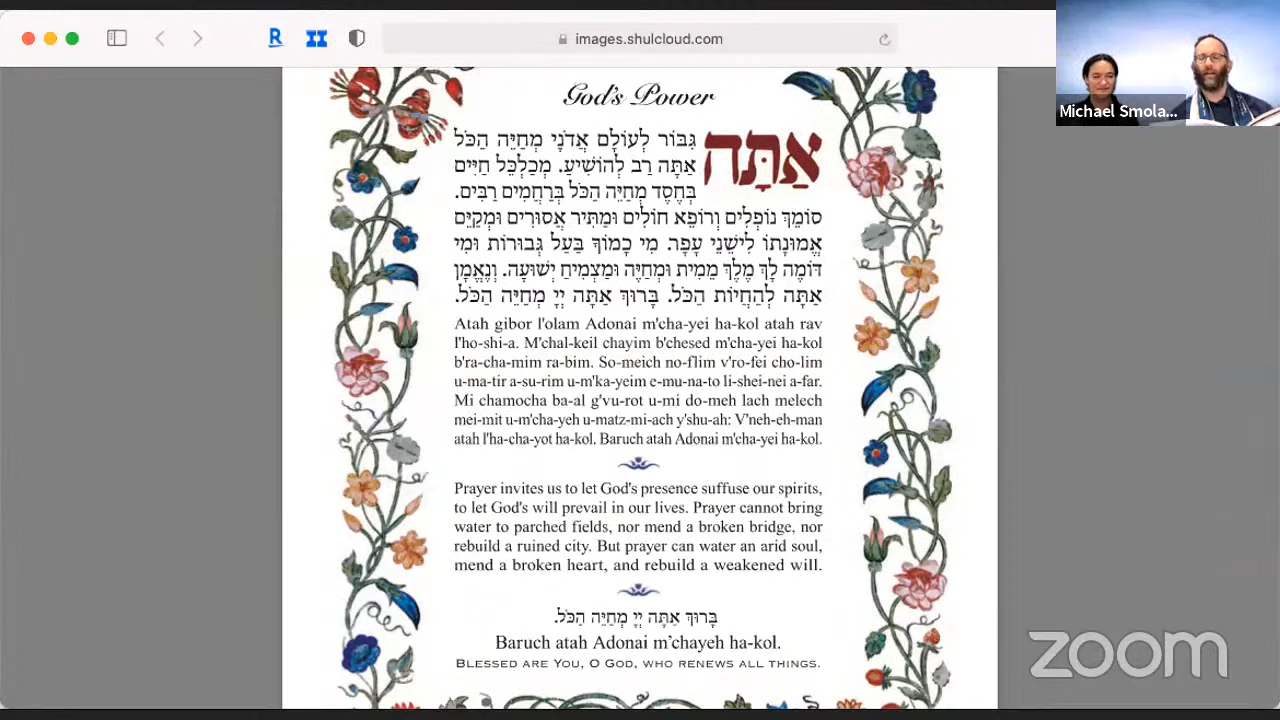 images.shulcloud.com
Michael Smola...
God's Power
אַתָּה גִּבּוֹר לְעוֹלָם אֲדֹנָי מְחַיֵּה הַכֹּל
אַתָּה רַב לְהוֹשִׁיעַ. מְכַלְכֵּל חַיִּים
בְּחֶסֶד מְחַיֵּה הַכֹּל בְּרַחֲמִים רַבִּים.
סוֹמֵךְ נוֹפְלִים וְרוֹפֵא חוֹלִים וּמַתִּיר אֲסוּרִים וּמְקַיֵּם
אֱמוּנָתוֹ לִישֵׁנֵי עָפָר. מִי כָמוֹךָ בַּעַל גְּבוּרוֹת וּמִי
דּוֹמֶה לָּךְ מֶלֶךְ מֵמִית וּמְחַיֶּה וּמַצְמִיחַ יְשׁוּעָה. וְנֶאֱמָן
אַתָּה לְהַחֲיוֹת הַכֹּל. בָּרוּךְ אַתָּה יְיָ מְחַיֵּה הַכֹּל.
Atah gibor l'olam Adonai m'cha-yei ha-kol atah rav
l'ho-shi-a. M'chal-keil chayim b'chesed m'cha-yei ha-kol
b'ra-cha-mim ra-bim. So-meich no-flim v'ro-fei cho-lim
u-ma-tir a-su-rim u-m'ka-yeim e-mu-na-to li-shei-nei a-far.
Mi chamocha ba-al g'vu-rot u-mi do-meh lach melech
mei-mit u-m'cha-yeh u-matz-mi-ach y'shu-ah: V'neh-eh-man
atah l'ha-cha-yot ha-kol. Baruch atah Adonai m'cha-yei ha-kol.
Prayer invites us to let God's presence suffuse our spirits,
to let God's will prevail in our lives. Prayer cannot bring
water to parched fields, nor mend a broken bridge, nor
rebuild a ruined city. But prayer can water an arid soul,
mend a broken heart, and rebuild a weakened will.
בָּרוּךְ אַתָּה יְיָ מְחַיֵּה הַכֹּל.
Baruch atah Adonai m'chayeh ha-kol.
BLESSED ARE YOU, O GOD, WHO RENEWS ALL THINGS.
zoom